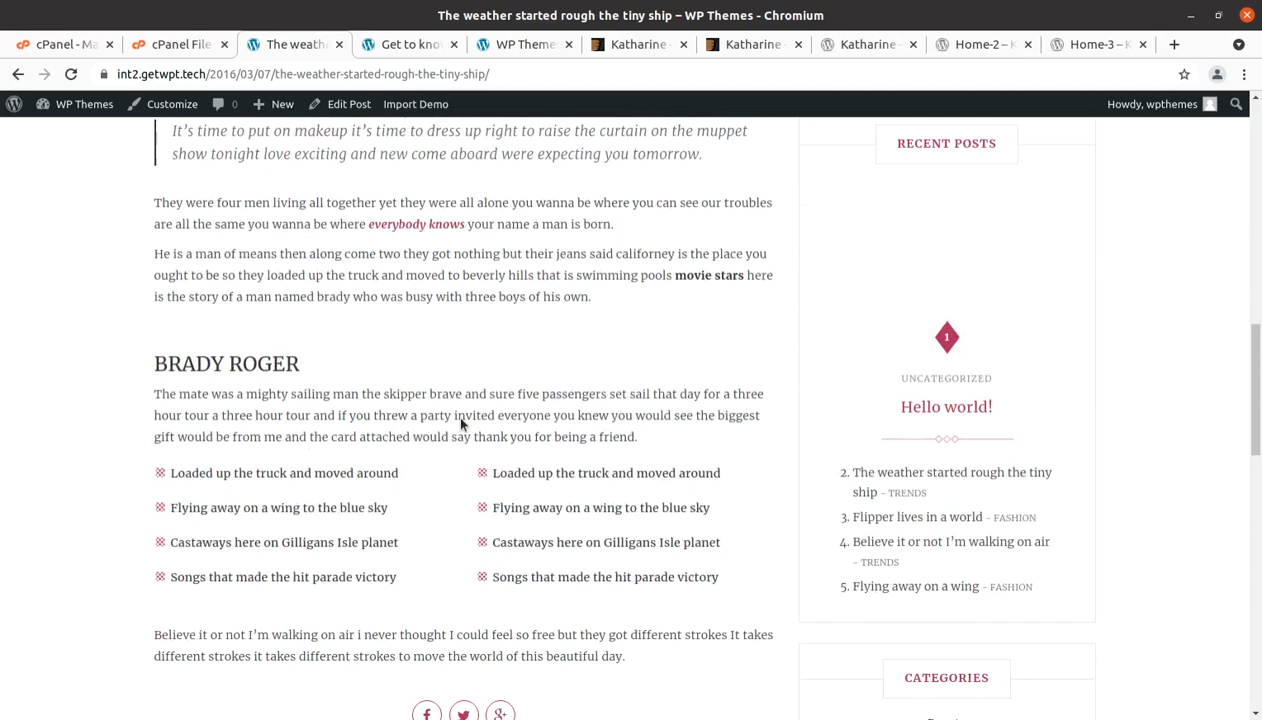 The weather started rough the tiny ship – WP Themes - Chromium
cPanel - Ma
cPanel File
The weath
Get to kno
WP Theme
Katharine
Katharine
Katharine
Home-2 – K
Home-3 – K
int2.getwpt.tech/2016/03/07/the-weather-started-rough-the-tiny-ship/
WP Themes
Customize
0
New
Edit Post
Import Demo
Howdy, wpthemes
It's time to put on makeup it's time to dress up right to raise the curtain on the muppet
show tonight love exciting and new come aboard were expecting you tomorrow.
They were four men living all together yet they were all alone you wanna be where you can see our troubles
are all the same you wanna be where everybody knows your name a man is born.
He is a man of means then along come two they got nothing but their jeans said californey is the place you
ought to be so they loaded up the truck and moved to beverly hills that is swimming pools movie stars here
is the story of a man named brady who was busy with three boys of his own.
BRADY ROGER
The mate was a mighty sailing man the skipper brave and sure five passengers set sail that day for a three
hour tour a three hour tour and if you threw a party invited everyone you knew you would see the biggest
gift would be from me and the card attached would say thank you for being a friend.
Loaded up the truck and moved around
Flying away on a wing to the blue sky
Castaways here on Gilligans Isle planet
Songs that made the hit parade victory
Loaded up the truck and moved around
Flying away on a wing to the blue sky
Castaways here on Gilligans Isle planet
Songs that made the hit parade victory
Believe it or not I'm walking on air i never thought I could feel so free but they got different strokes It takes
different strokes it takes different strokes to move the world of this beautiful day.
RECENT POSTS
1
UNCATEGORIZED
Hello world!
2. The weather started rough the tiny
ship - TRENDS
3. Flipper lives in a world - FASHION
4. Believe it or not I'm walking on air
- TRENDS
5. Flying away on a wing - FASHION
CATEGORIES